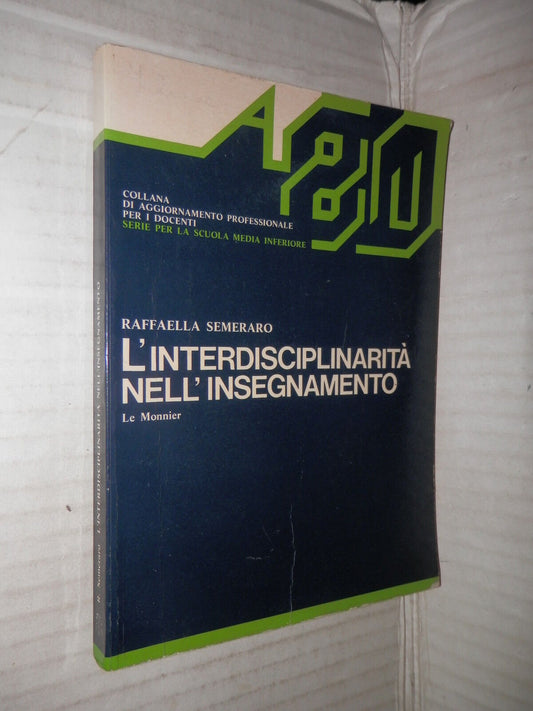 COLLANA
DI AGGIORNAMENTO PROFESSIONALE
PER I DOCENTI
SERIE PER LA SCUOLA MEDIA INFERIORE
RAFFAELLA SEMERARO
L'INTERDISCIPLINARITÀ
NELL'INSEGNAMENTO
Le Monnier
R. Semeraro L'INTERDISCIPLINARITÀ NELL'INSEGNAMENTO